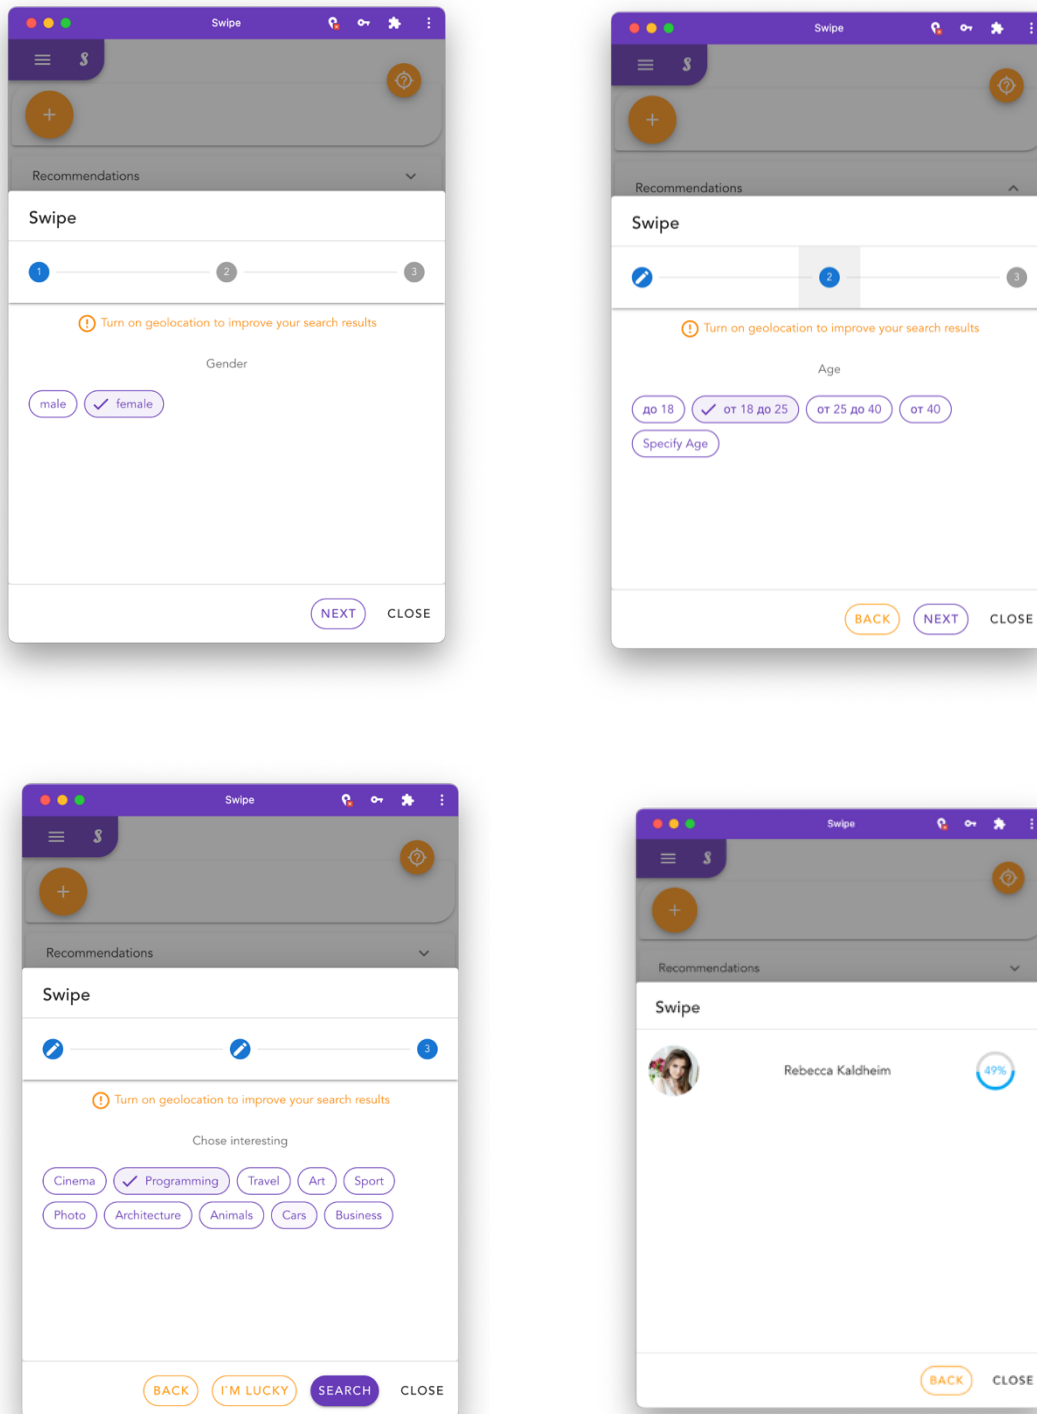 Swipe
S
Recommendations
Swipe
1
2
3
Turn on geolocation to improve your search results
Gender
male
female
NEXT
CLOSE
Swipe
S
Recommendations
Swipe
2
3
Turn on geolocation to improve your search results
Age
до 18
от 18 до 25
от 25 до 40
от 40
Specify Age
BACK
NEXT
CLOSE
Swipe
S
Recommendations
Swipe
3
Turn on geolocation to improve your search results
Chose interesting
Cinema
Programming
Travel
Art
Sport
Photo
Architecture
Animals
Cars
Business
BACK
I`M LUCKY
SEARCH
CLOSE
Swipe
S
Recommendations
Swipe
Rebecca Kaldheim
49%
BACK
CLOSE